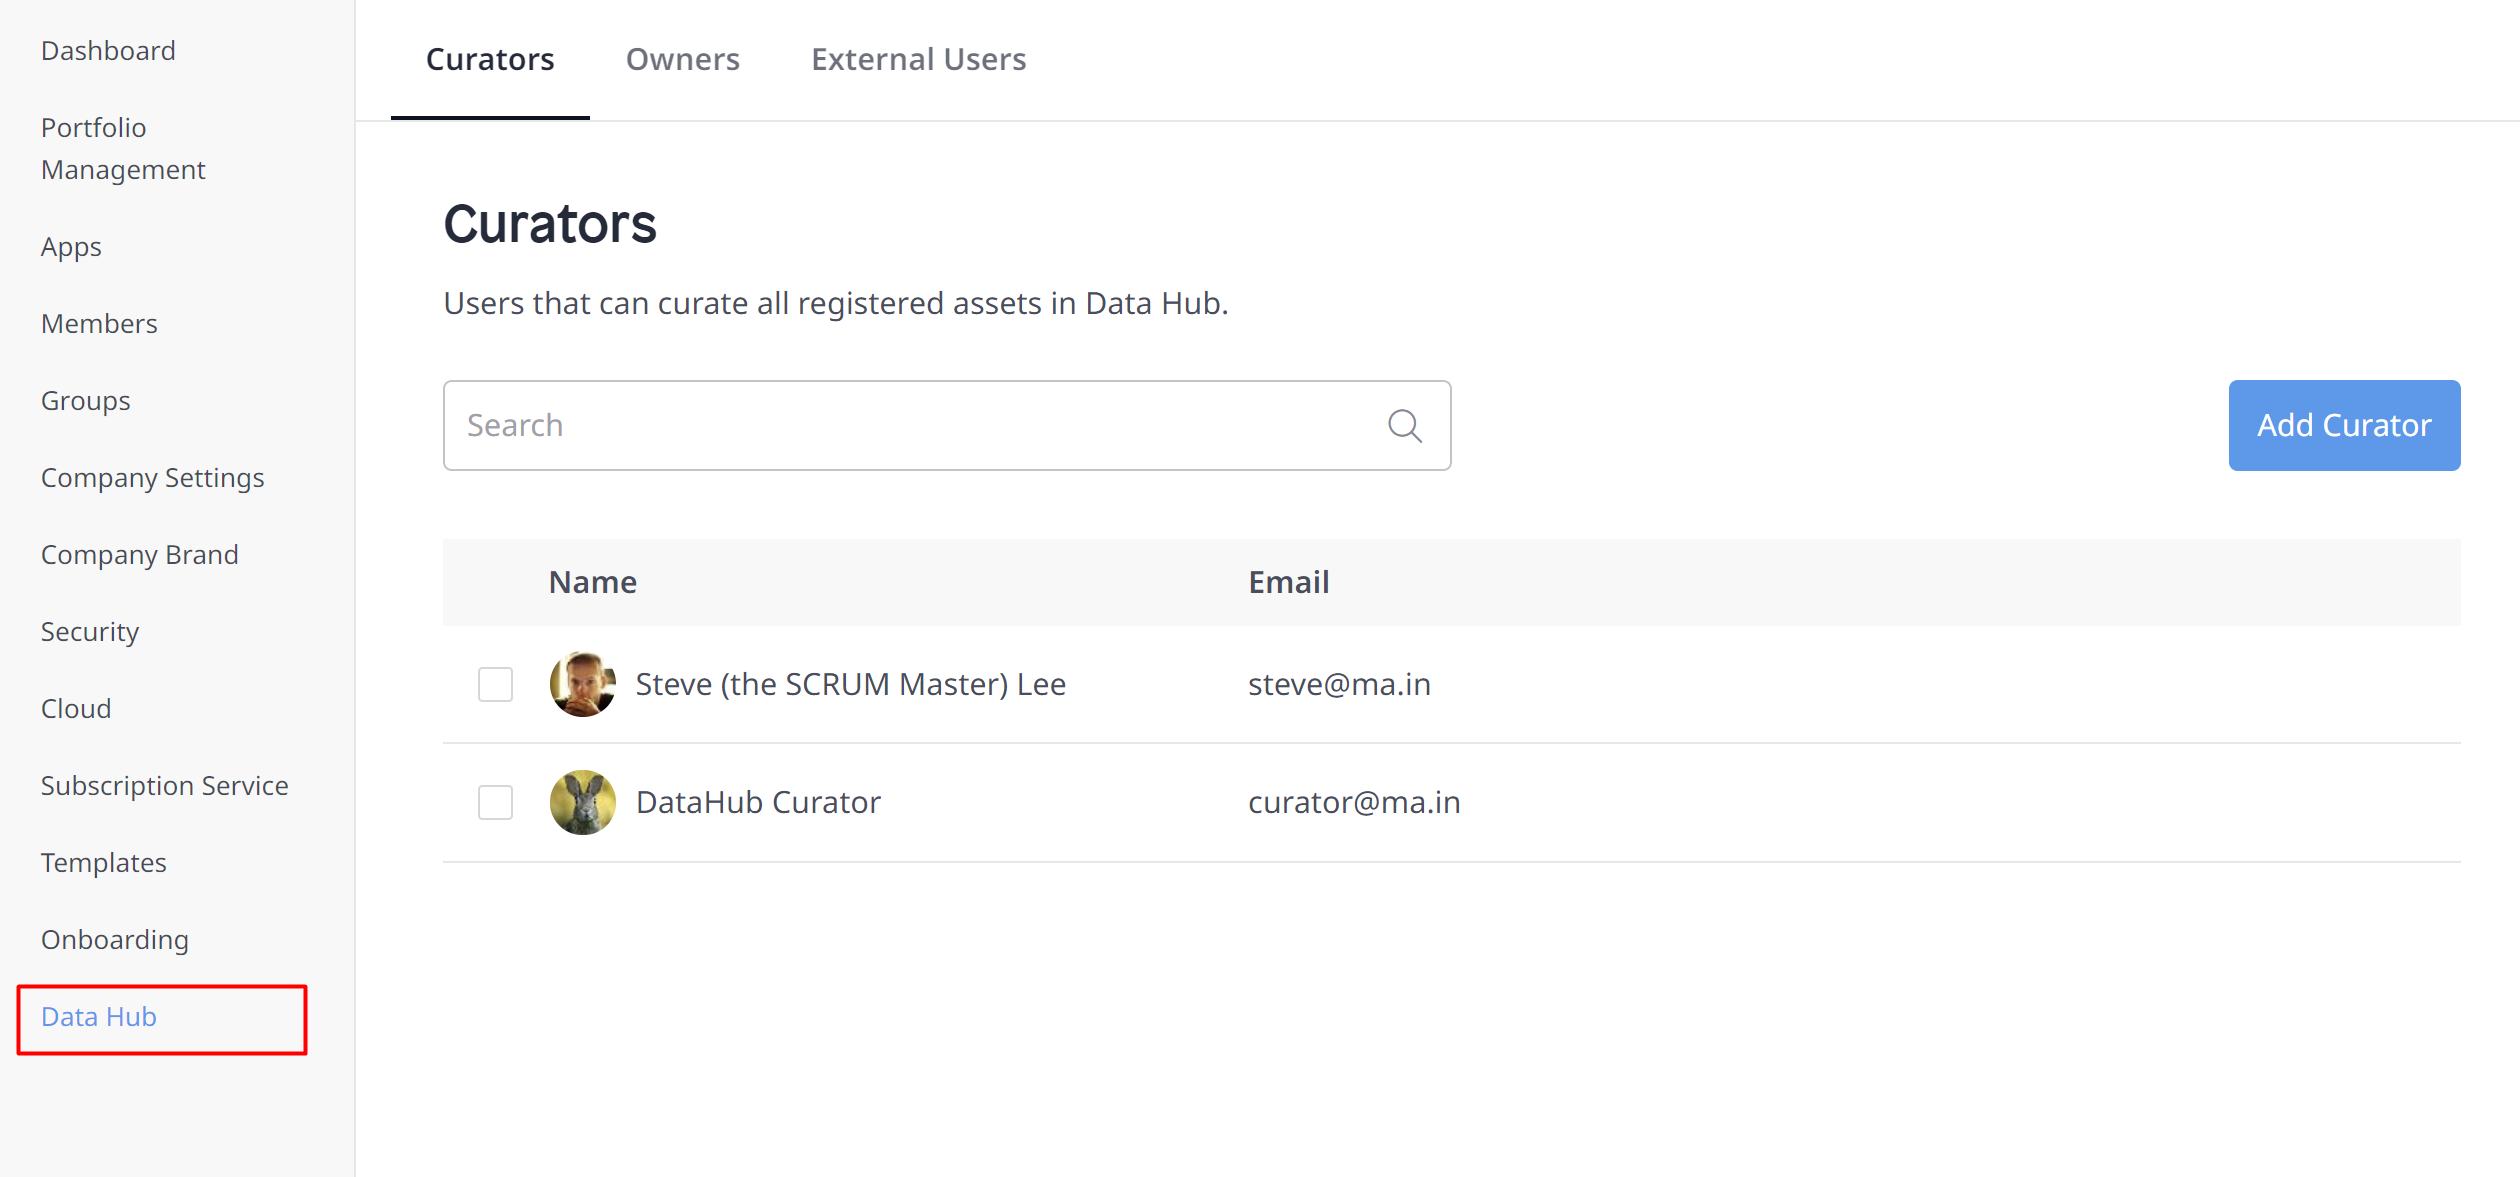 Dashboard
Portfolio
Management
Apps
Members
Groups
Company Settings
Company Brand
Security
Cloud
Subscription Service
Templates
Onboarding
Data Hub
Curators Owners External Users
Curators
Users that can curate all registered assets in Data Hub.
Search
Add Curator
Name Email
Steve (the SCRUM Master) Lee steve@ma.in
DataHub Curator curator@ma.in